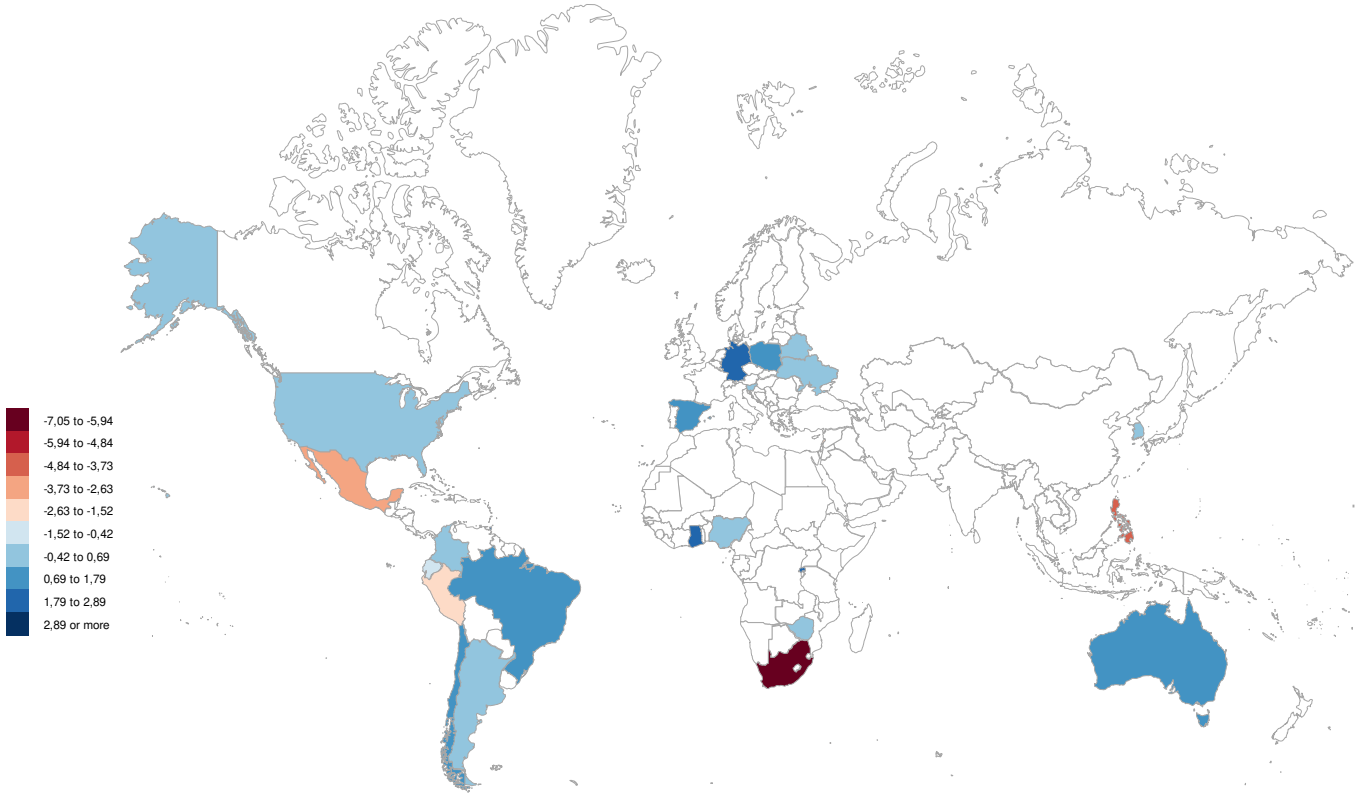 -7,05 to -5,94
-5,94 to -4,84
-4,84 to -3,73
-3,73 to -2,63
-2,63 to -1,52
-1,52 to -0,42
-0,42 to 0,69
0,69 to 1,79
1,79 to 2,89
2,89 or more